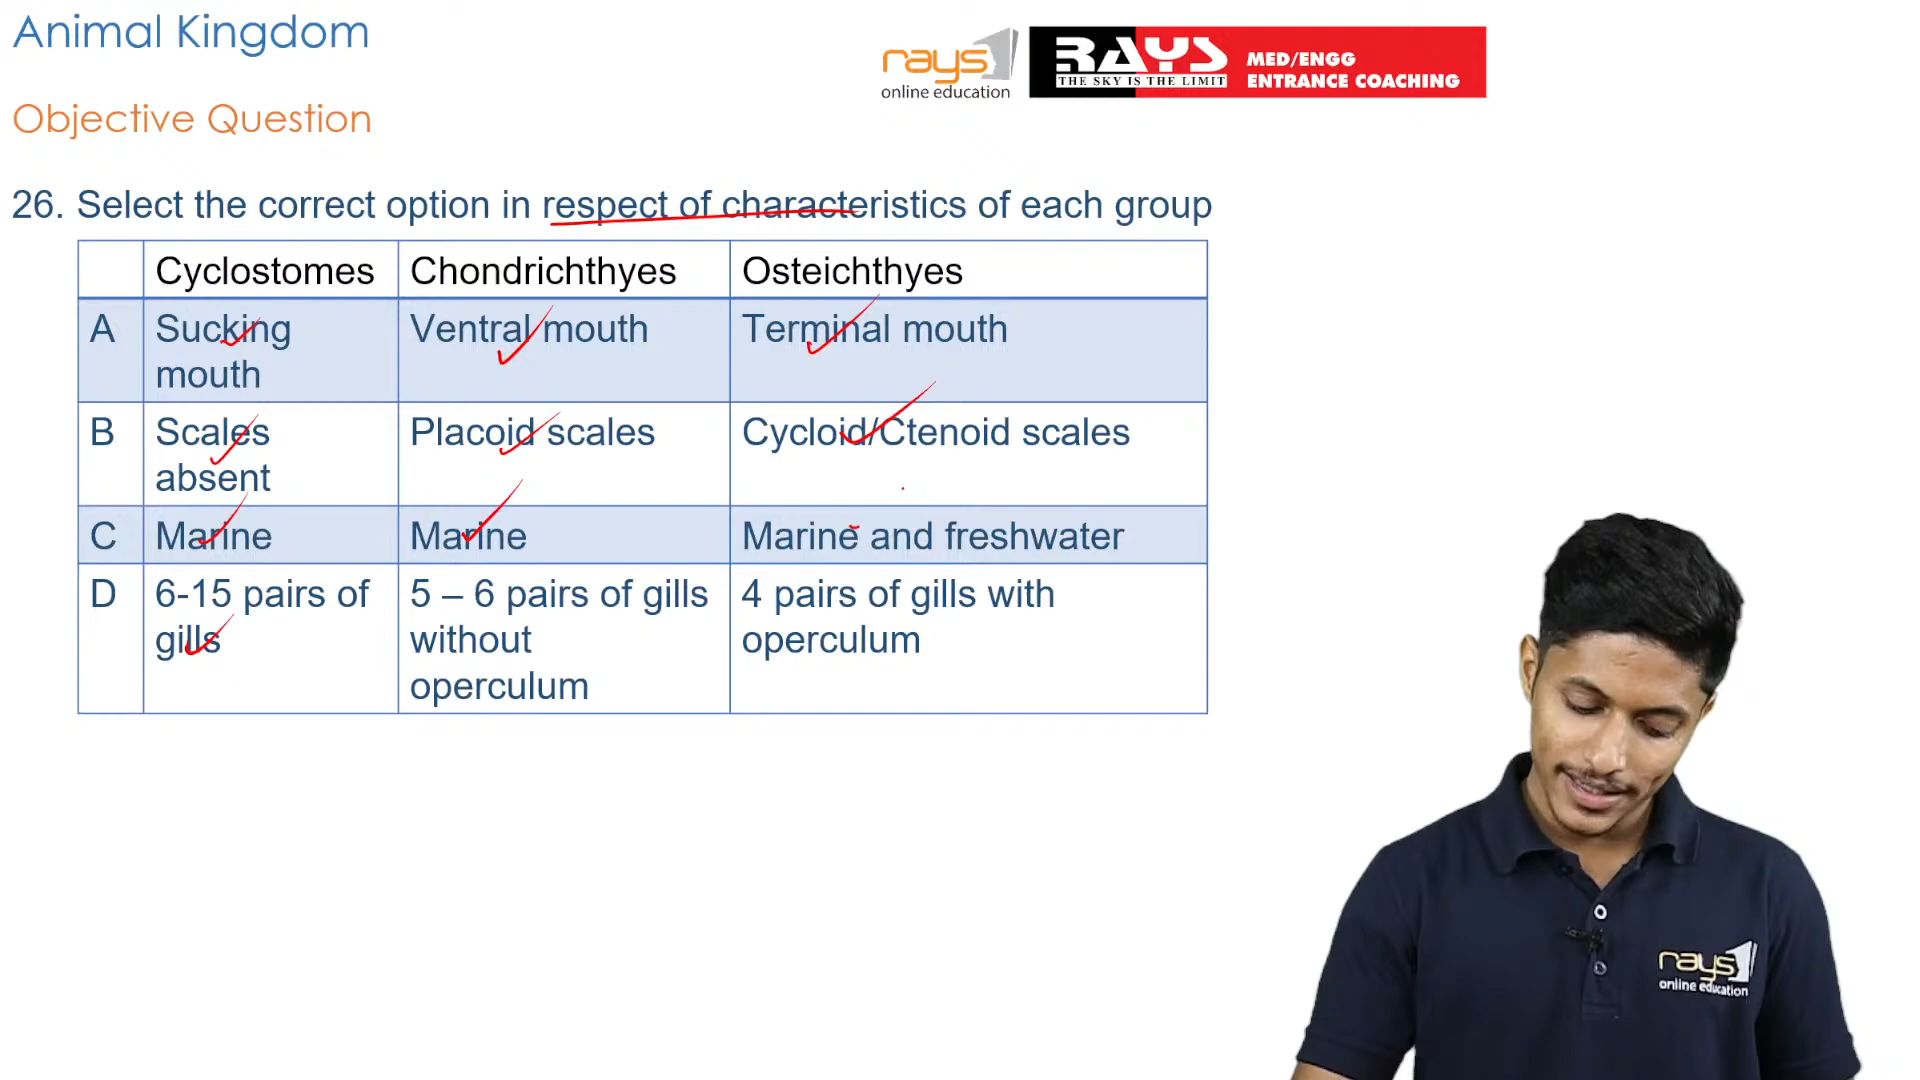 Animal Kingdom
rays
online education
RAYS
THE SKY IS THE LIMIT
MED/ENGG
ENTRANCE COACHING
Objective Question
26. Select the correct option in respect of characteristics of each group
Cyclostomes Chondrichthyes Osteichthyes
A Sucking mouth Ventral mouth Terminal mouth
B Scales absent Placoid scales Cycloid/Ctenoid scales
C Marine Marine Marine and freshwater
D 6-15 pairs of gills 5 – 6 pairs of gills without operculum 4 pairs of gills with operculum
rays
online education